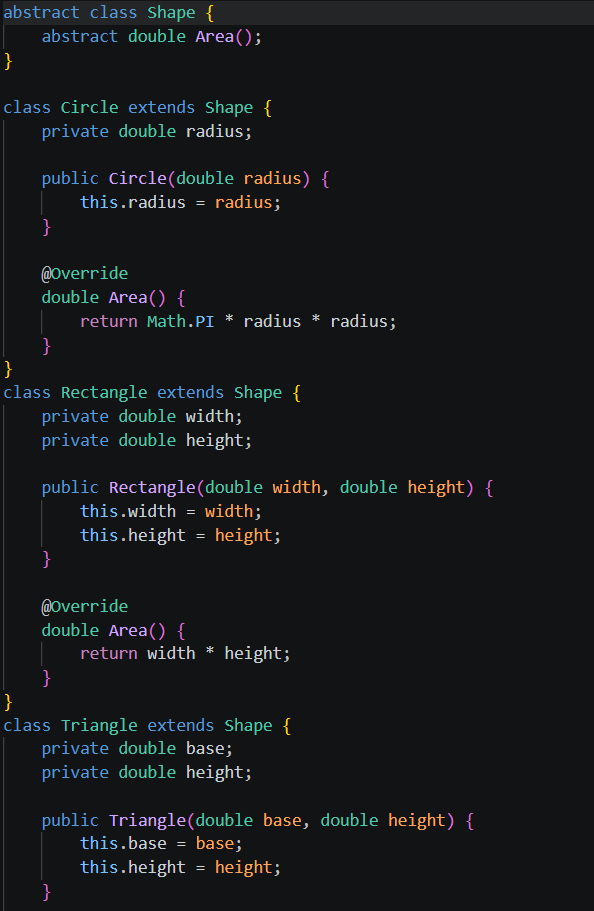 abstract class Shape {
    abstract double Area();
}

class Circle extends Shape {
    private double radius;

    public Circle(double radius) {
        this.radius = radius;
    }

    @Override
    double Area() {
        return Math.PI * radius * radius;
    }
}
class Rectangle extends Shape {
    private double width;
    private double height;

    public Rectangle(double width, double height) {
        this.width = width;
        this.height = height;
    }

    @Override
    double Area() {
        return width * height;
    }
}
class Triangle extends Shape {
    private double base;
    private double height;

    public Triangle(double base, double height) {
        this.base = base;
        this.height = height;
    }